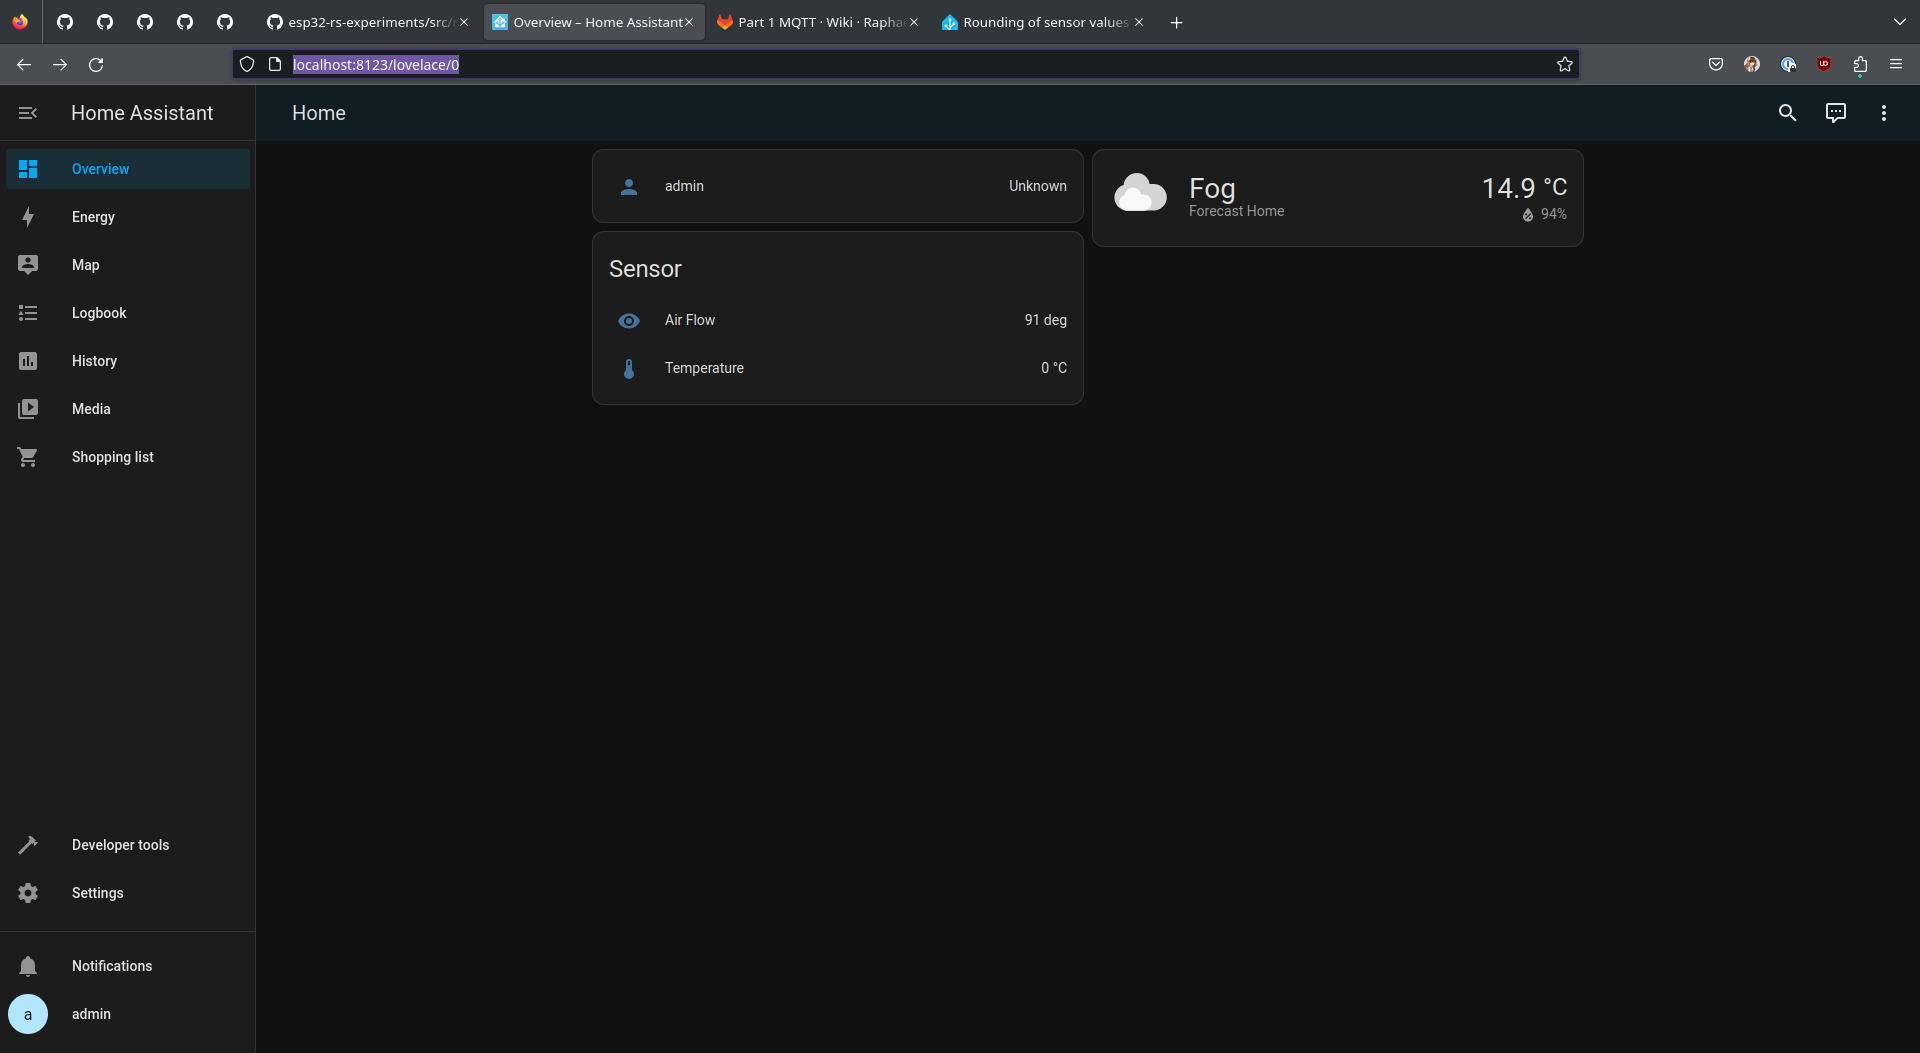 esp32-rs-experiments/src/
Overview – Home Assistant
Part 1 MQTT · Wiki · Rapha
Rounding of sensor values
localhost:8123/lovelace/0
Home Assistant
Home
Overview
Energy
Map
Logbook
History
Media
Shopping list
Developer tools
Settings
Notifications
a
admin
admin
Unknown
Sensor
Air Flow
91 deg
Temperature
0 °C
Fog
Forecast Home
14.9 °C
94%